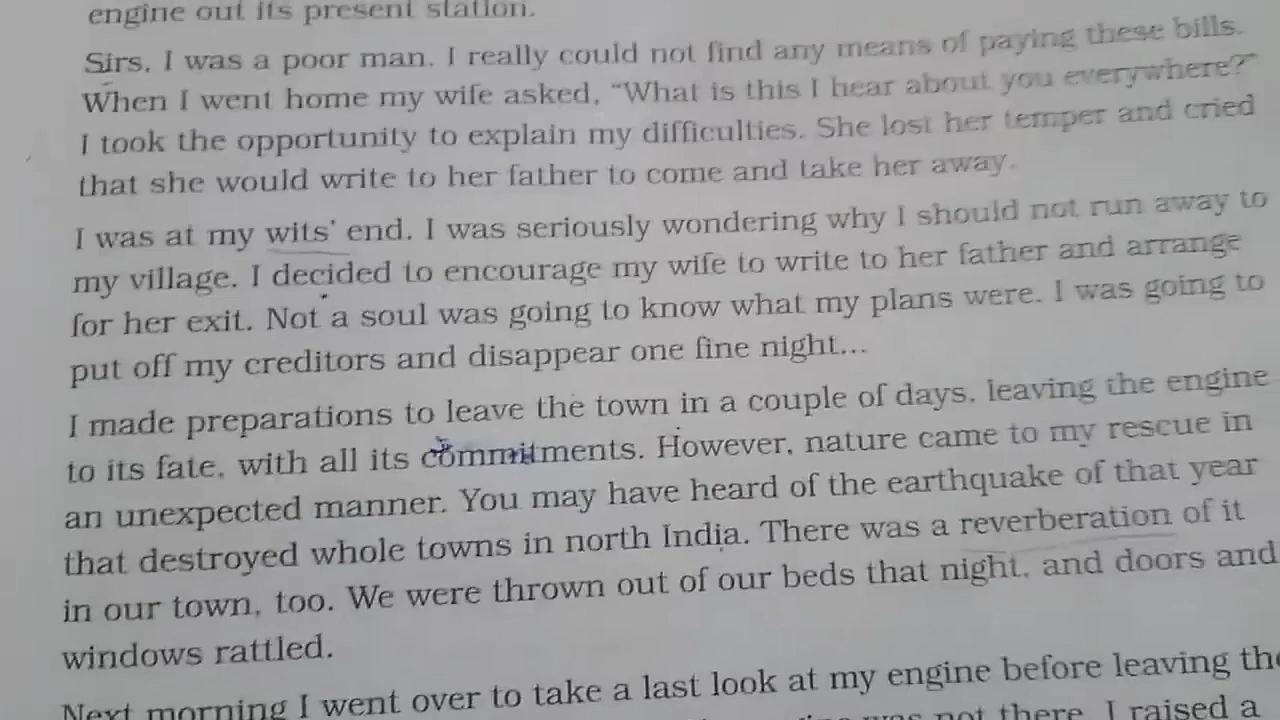 engine out its present station.
Sirs, I was a poor man. I really could not find any means of paying these bills.
When I went home my wife asked, "What is this I hear about you everywhere?"
I took the opportunity to explain my difficulties. She lost her temper and cried
that she would write to her father to come and take her away.
I was at my wits' end. I was seriously wondering why I should not run away to
my village. I decided to encourage my wife to write to her father and arrange
for her exit. Not a soul was going to know what my plans were. I was going to
put off my creditors and disappear one fine night...
I made preparations to leave the town in a couple of days, leaving the engine
to its fate, with all its commitments. However, nature came to my rescue in
an unexpected manner. You may have heard of the earthquake of that year
that destroyed whole towns in north India. There was a reverberation of it
in our town, too. We were thrown out of our beds that night, and doors and
windows rattled.
Next morning I went over to take a last look at my engine before leaving the
was not there. I raised a